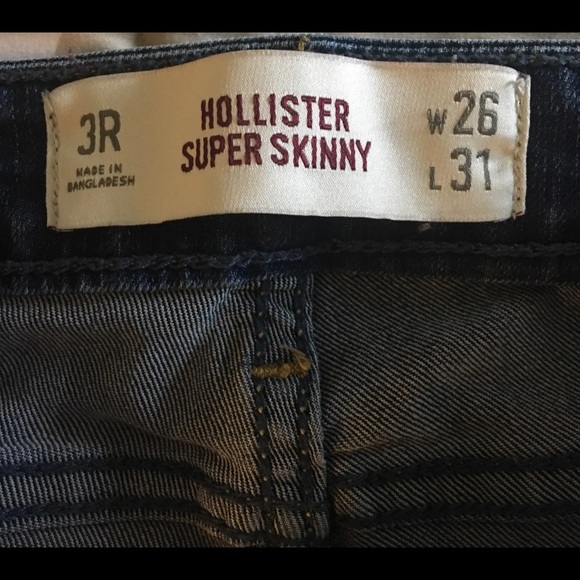 3R
MADE IN
BANGLADESH
HOLLISTER
SUPER SKINNY
W 26
L 31